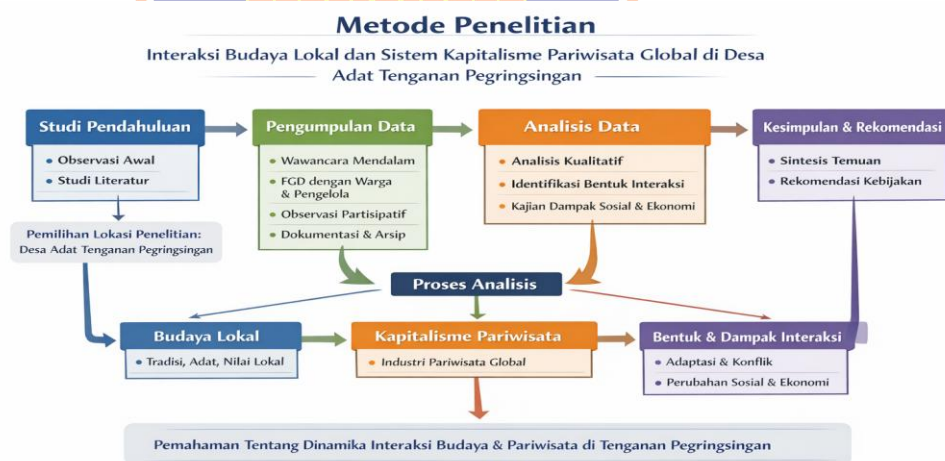 Metode Penelitian
Interaksi Budaya Lokal dan Sistem Kapitalisme Pariwisata Global di Desa
Adat Tenganan Pegringsingan
Studi Pendahuluan
• Observasi Awal
• Studi Literatur
Pemilihan Lokasi Penelitian:
Desa Adat Tenganan Pegringsingan
Pengumpulan Data
• Wawancara Mendalam
• FGD dengan Warga
& Pengelola
• Observasi Partisipatif
• Dokumentasi & Arsip
Analisis Data
• Analisis Kualitatif
• Identifikasi Bentuk Interaksi
• Kajian Dampak Sosial & Ekonomi
Kesimpulan & Rekomendasi
• Sintesis Temuan
• Rekomendasi Kebijakan
Proses Analisis
Budaya Lokal
• Tradisi, Adat, Nilai Lokal
Kapitalisme Pariwisata
• Industri Pariwisata Global
Bentuk & Dampak Interaksi
• Adaptasi & Konflik
• Perubahan Sosial & Ekonomi
Pemahaman Tentang Dinamika Interaksi Budaya & Pariwisata di Tenganan Pegringsingan